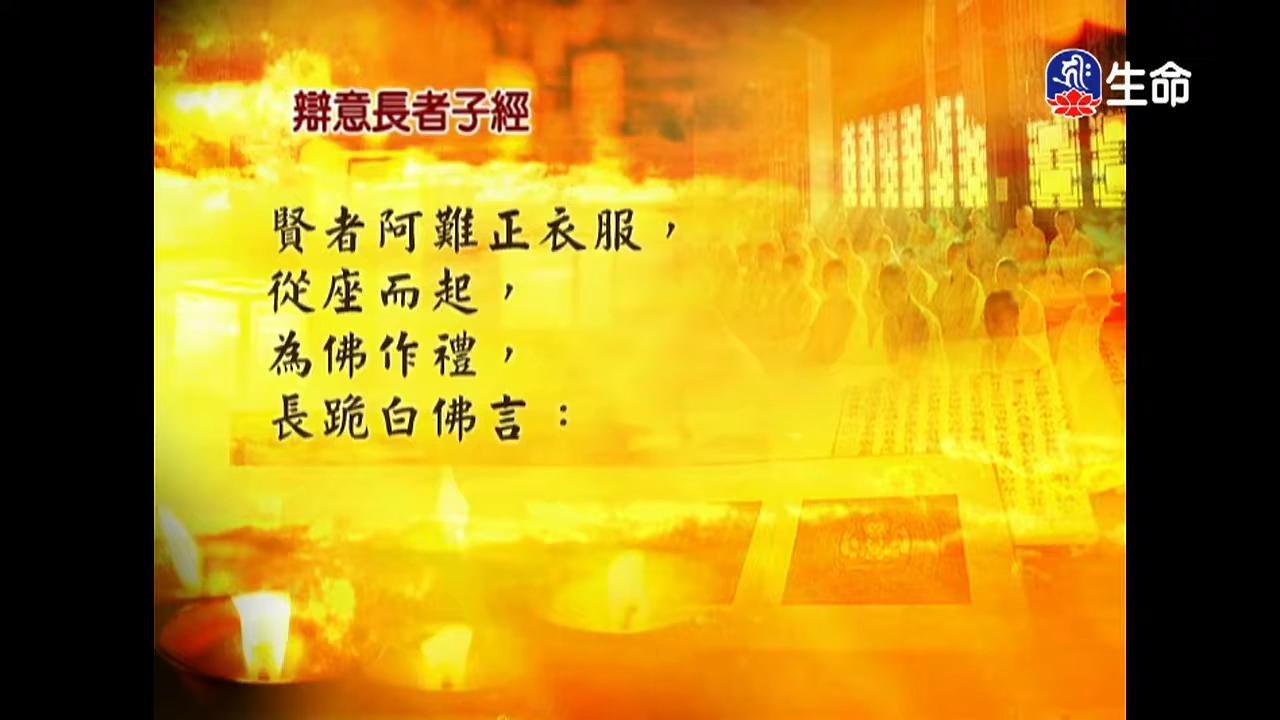 辯意長者子經
生命
賢者阿難正衣服，
從座而起，
為佛作禮，
長跪白佛言：